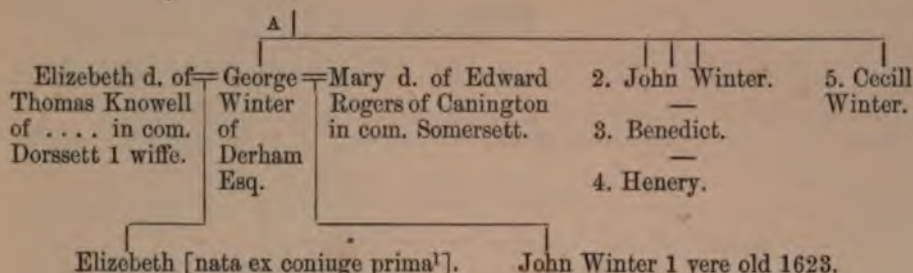 A
Elizebeth d. of
Thomas Knowell
of .... in com.
Dorssett 1 wiffe.
George
Winter
of
Derham
Esq.
Mary d. of Edward
Rogers of Canington
in com. Somersett.
2. John Winter.
3. Benedict.
4. Henery.
5. Cecill
Winter.
Elizebeth [nata ex coniuge prima¹].
John Winter 1 yere old 1623.